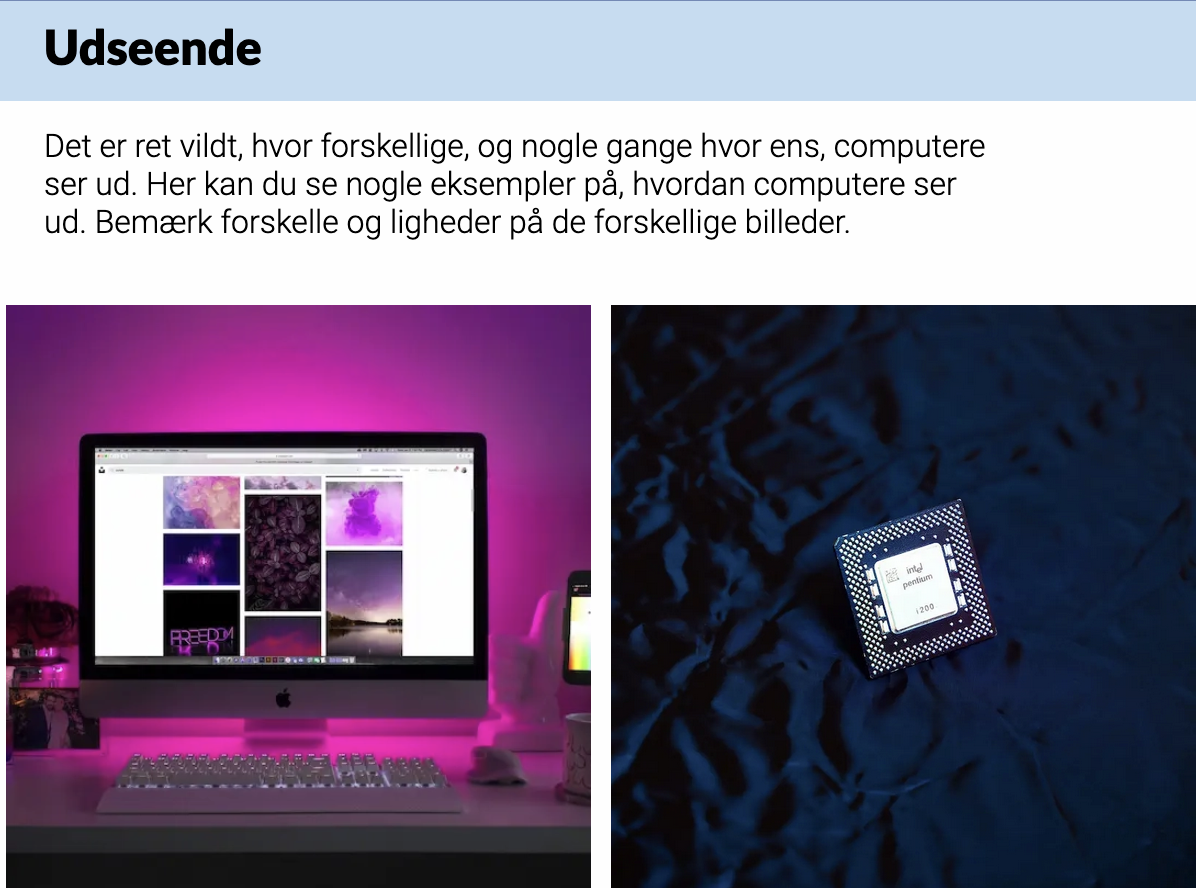 Udseende
Det er ret vildt, hvor forskellige, og nogle gange hvor ens, computere
ser ud. Her kan du se nogle eksempler på, hvordan computere ser
ud. Bemærk forskelle og ligheder på de forskellige billeder.
FREEDOM
intel
pentium
i200